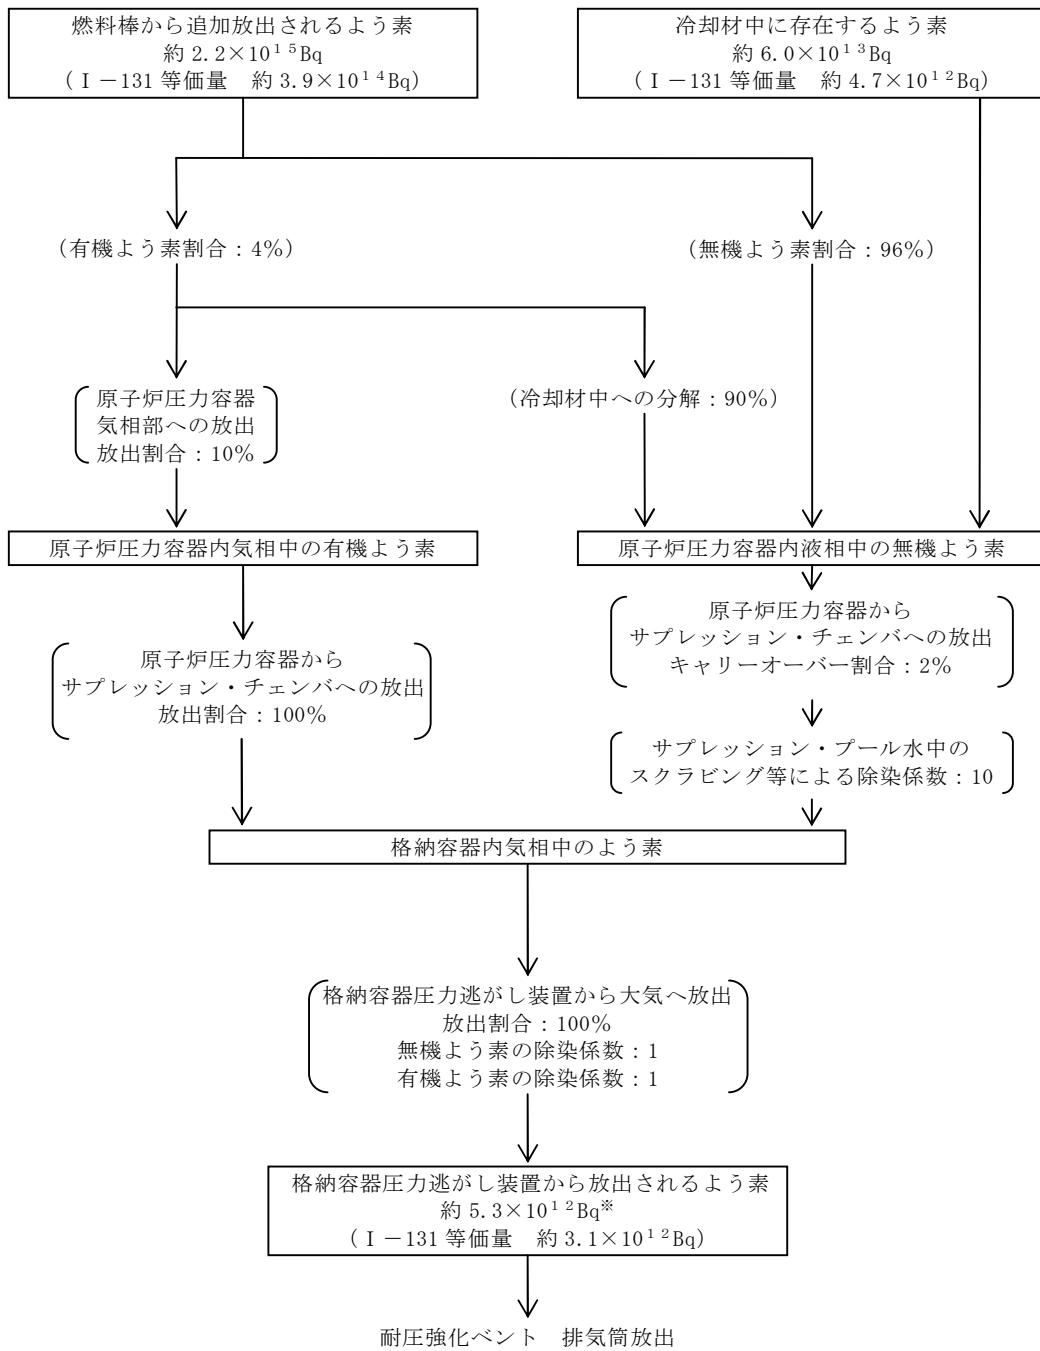 燃料棒から追加放出されるよう素
約 2.2×10¹⁵Bq
(Ⅰ-131 等価量 約 3.9×10¹⁴Bq)
冷却材中に存在するよう素
約 6.0×10¹³Bq
(Ⅰ-131 等価量 約 4.7×10¹²Bq)
(有機よう素割合:4%)
(無機よう素割合:96%)
原子炉圧力容器
気相部への放出
放出割合:10%
(冷却材中への分解:90%)
原子炉圧力容器内気相中の有機よう素
原子炉圧力容器内液相中の無機よう素
原子炉圧力容器から
サプレッション・チェンバへの放出
放出割合:100%
原子炉圧力容器から
サプレッション・チェンバへの放出
キャリーオーバー割合:2%
サプレッション・プール水中の
スクラビング等による除染係数:10
格納容器内気相中のよう素
格納容器圧力逃がし装置から大気へ放出
放出割合:100%
無機よう素の除染係数:1
有機よう素の除染係数:1
格納容器圧力逃がし装置から放出されるよう素
約 5.3×10¹²Bq※
(Ⅰ-131 等価量 約 3.1×10¹²Bq)
耐圧強化ベント 排気筒放出